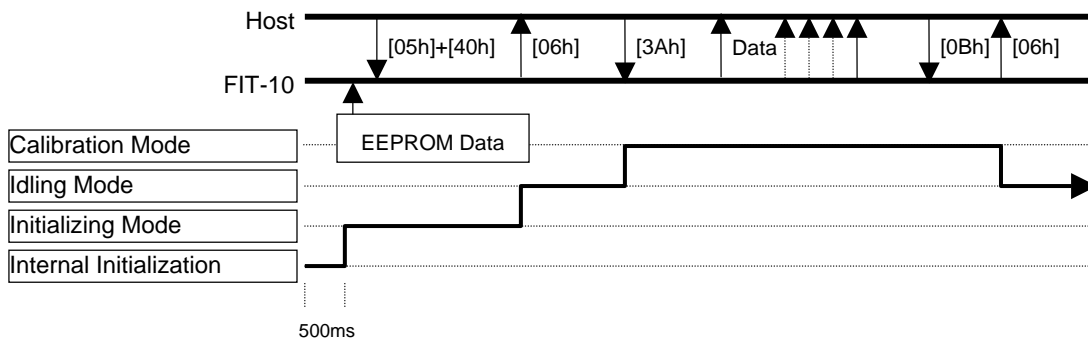 Host
[05h]+[40h] [06h] [3Ah] Data [0Bh] [06h]
FIT-10
EEPROM Data
Calibration Mode
Idling Mode
Initializing Mode
Internal Initialization
500ms